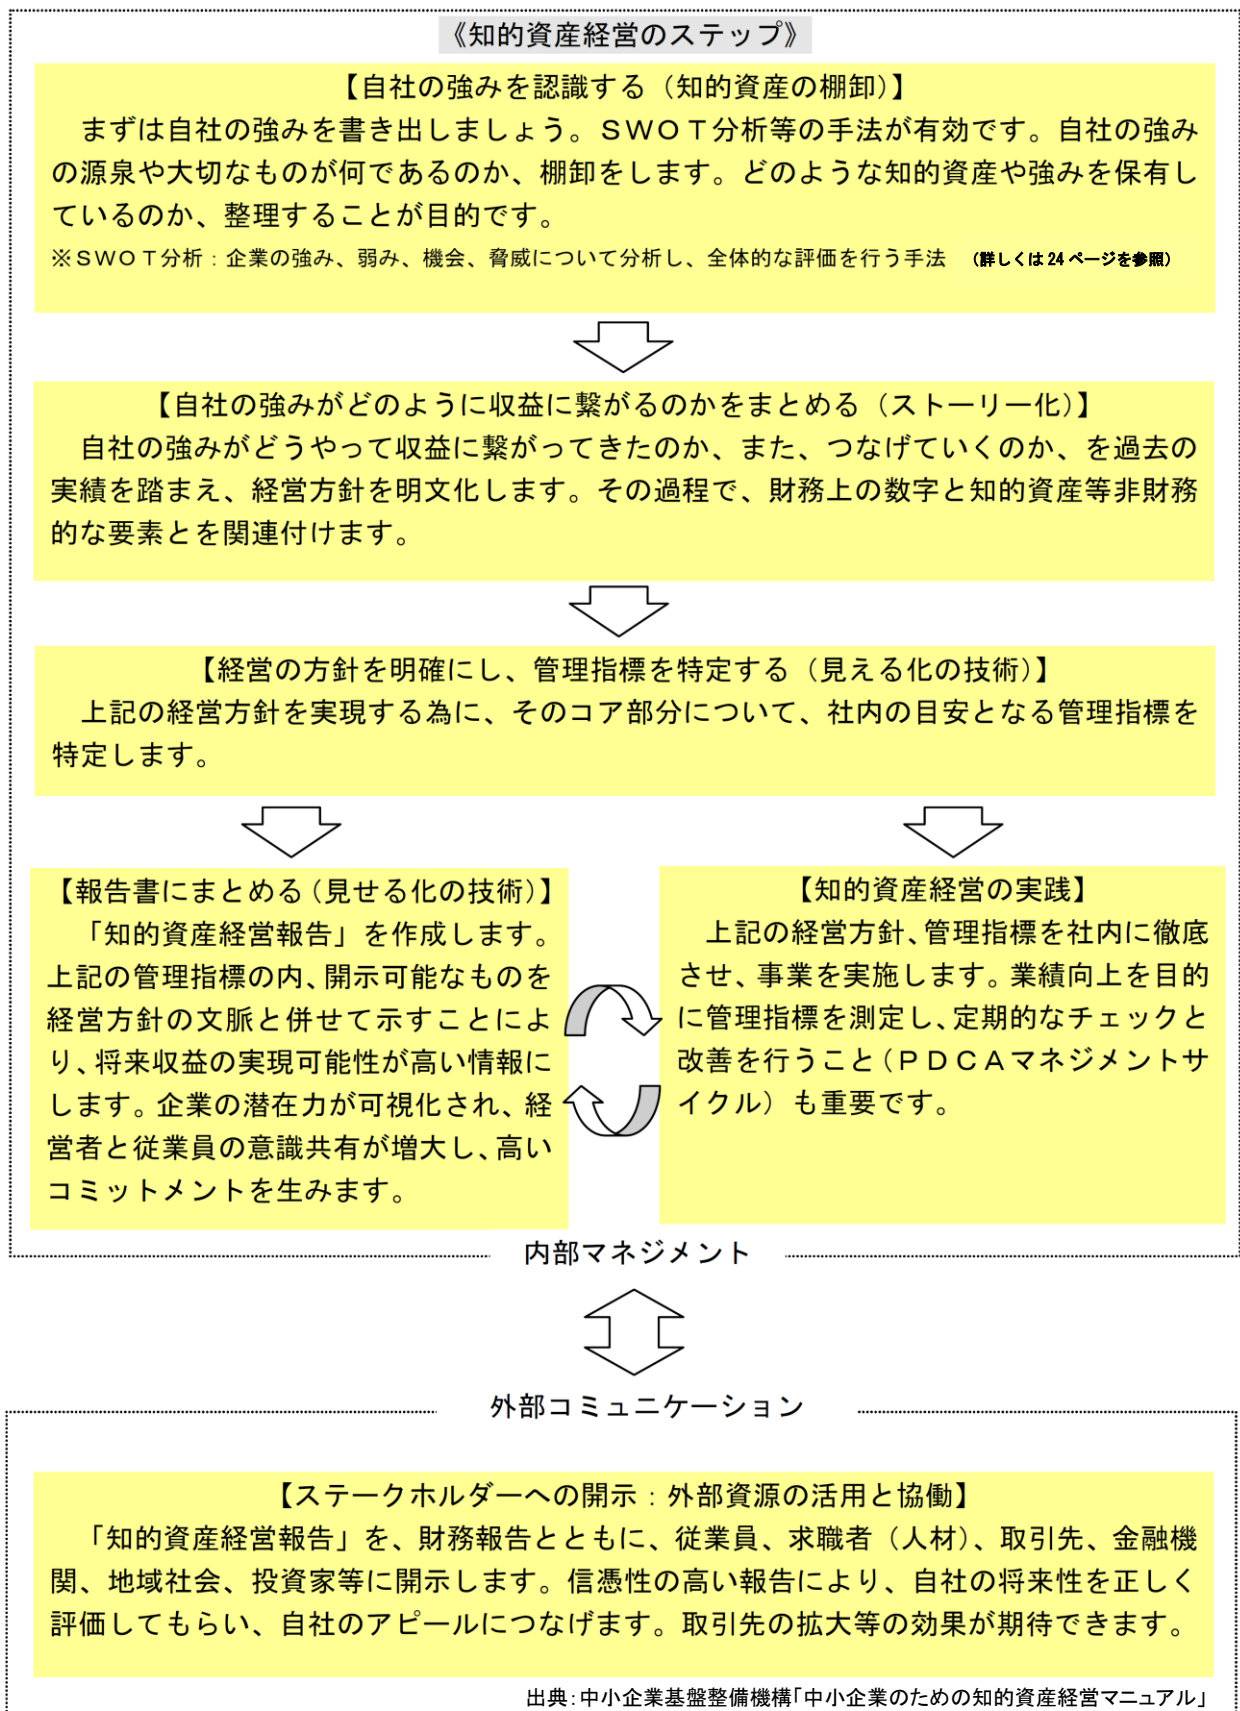 《知的資産経営のステップ》
【自社の強みを認識する（知的資産の棚卸）】
まずは自社の強みを書き出しましょう。ＳＷＯＴ分析等の手法が有効です。自社の強み
の源泉や大切なものが何であるのか、棚卸をします。どのような知的資産や強みを保有し
ているのか、整理することが目的です。
※ＳＷＯＴ分析：企業の強み、弱み、機会、脅威について分析し、全体的な評価を行う手法 （詳しくは24ページを参照）
【自社の強みがどのように収益に繋がるのかをまとめる（ストーリー化）】
自社の強みがどうやって収益に繋がってきたのか、また、つなげていくのか、を過去の
実績を踏まえ、経営方針を明文化します。その過程で、財務上の数字と知的資産等非財務
的な要素とを関連付けます。
【経営の方針を明確にし、管理指標を特定する（見える化の技術）】
上記の経営方針を実現する為に、そのコア部分について、社内の目安となる管理指標を
特定します。
【報告書にまとめる（見せる化の技術）】
「知的資産経営報告」を作成します。
上記の管理指標の内、開示可能なものを
経営方針の文脈と併せて示すことによ
り、将来収益の実現可能性が高い情報に
します。企業の潜在力が可視化され、経
営者と従業員の意識共有が増大し、高い
コミットメントを生みます。
【知的資産経営の実践】
上記の経営方針、管理指標を社内に徹底
させ、事業を実施します。業績向上を目的
に管理指標を測定し、定期的なチェックと
改善を行うこと（ＰＤＣＡマネジメントサ
イクル）も重要です。
内部マネジメント
外部コミュニケーション
【ステークホルダーへの開示：外部資源の活用と協働】
「知的資産経営報告」を、財務報告とともに、従業員、求職者（人材）、取引先、金融機
関、地域社会、投資家等に開示します。信憑性の高い報告により、自社の将来性を正しく
評価してもらい、自社のアピールにつなげます。取引先の拡大等の効果が期待できます。
出典：中小企業基盤整備機構「中小企業のための知的資産経営マニュアル」